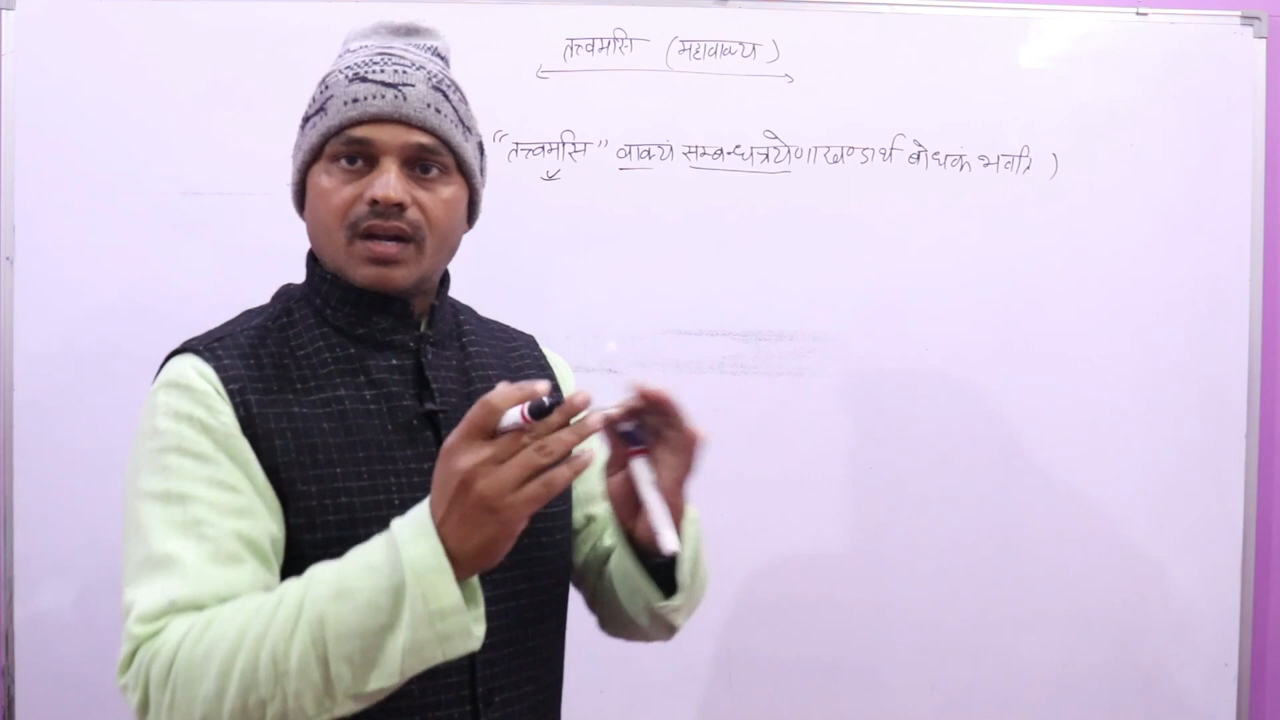 तत्त्वमसि (महावाक्य)
"तत्त्वमसि" वाक्यं सम्बन्धत्रयेणाखण्डार्थ बोधकं भवति)